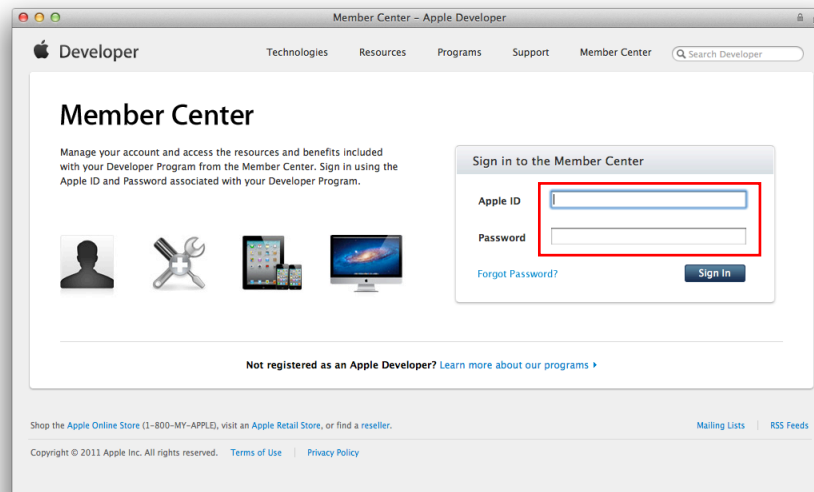 Member Center – Apple Developer
Developer
Technologies Resources Programs Support Member Center Search Developer
Member Center
Manage your account and access the resources and benefits included
with your Developer Program from the Member Center. Sign in using the
Apple ID and Password associated with your Developer Program.
Sign in to the Member Center
Apple ID
Password
Forgot Password? Sign In
Not registered as an Apple Developer? Learn more about our programs
Shop the Apple Online Store (1-800-MY-APPLE), visit an Apple Retail Store, or find a reseller.
Mailing Lists | RSS Feeds
Copyright © 2011 Apple Inc. All rights reserved. Terms of Use | Privacy Policy